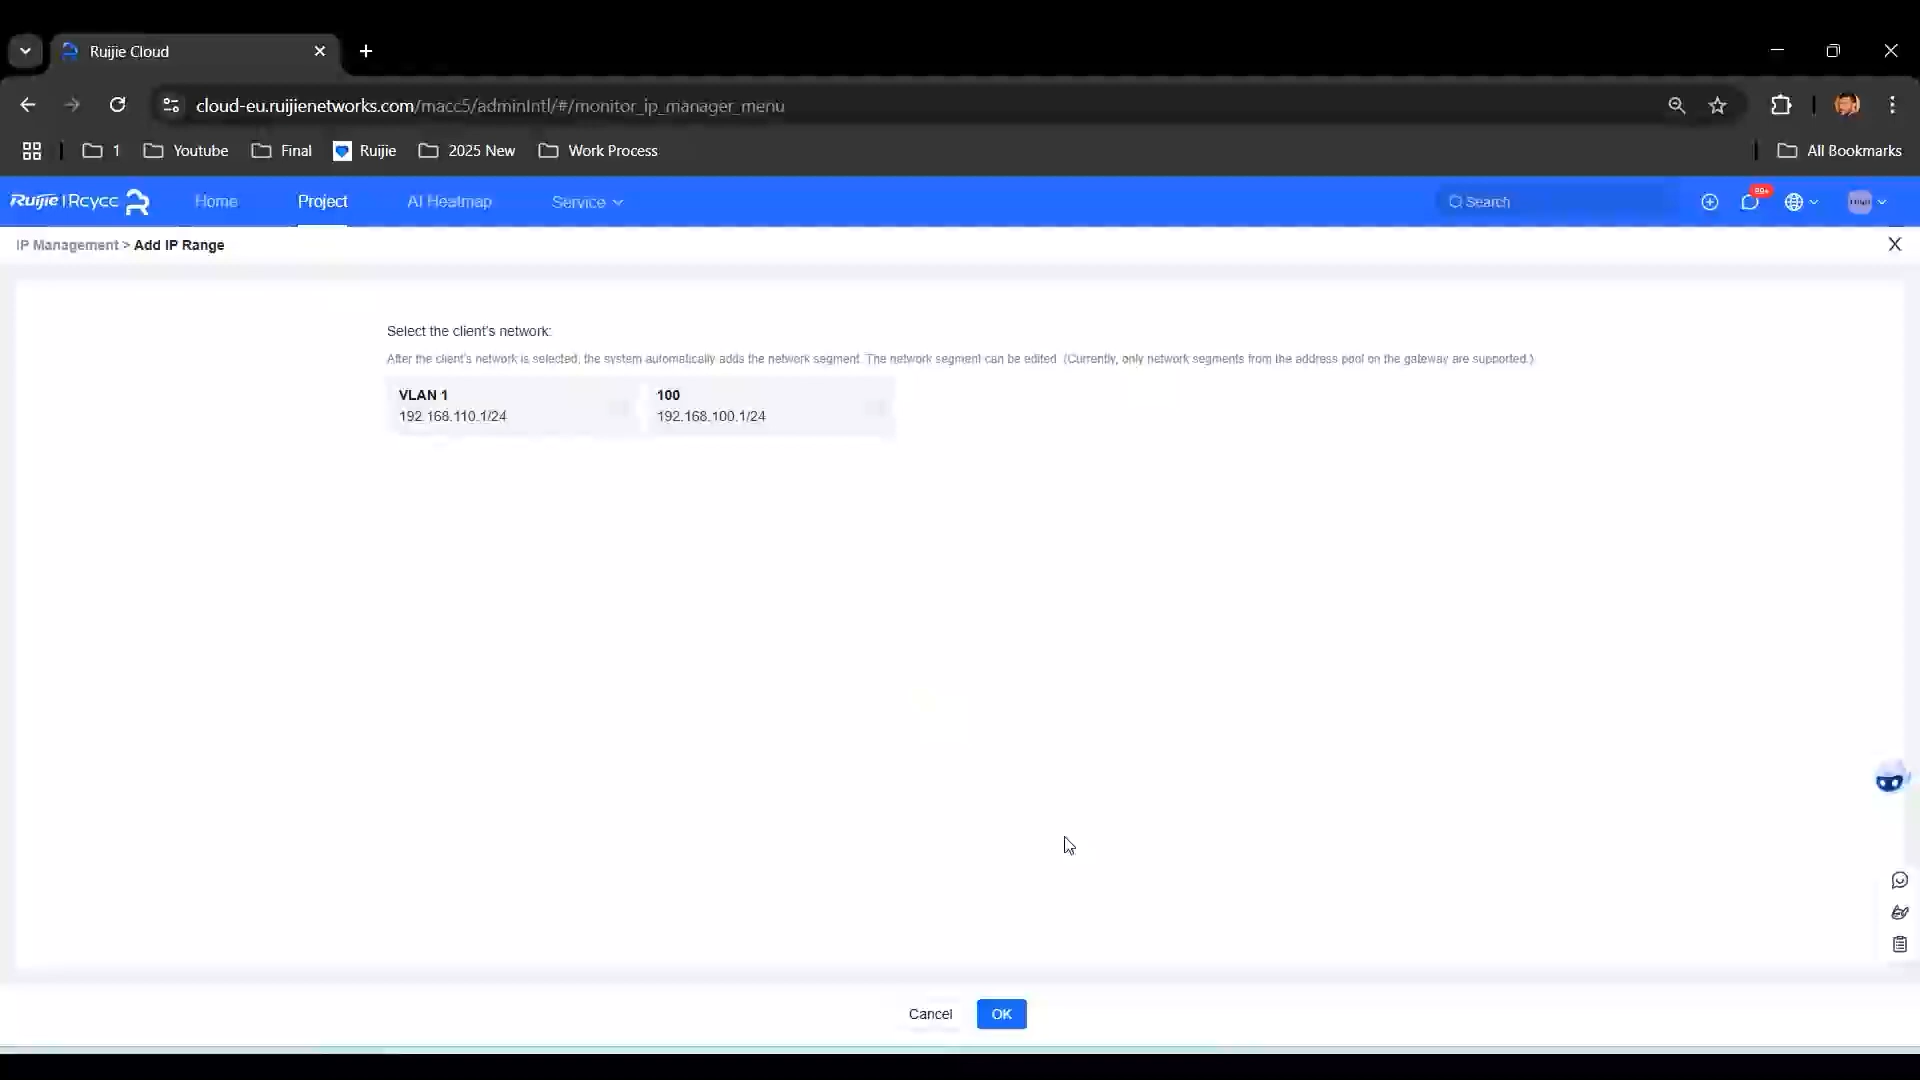 Ruijie Cloud
cloud-eu.ruijienetworks.com/macc5/adminIntl/#/monitor_ip_manager_menu
1
Youtube
Final
Ruijie
2025 New
Work Process
All Bookmarks
Ruijie | Rcycc
Home
Project
AI Heatmap
Service
Search
99+
IP Management > Add IP Range
Select the client's network:
After the client's network is selected, the system automatically adds the network segment. The network segment can be edited. (Currently, only network segments from the address pool on the gateway are supported.)
VLAN 1
192.168.110.1/24
100
192.168.100.1/24
Cancel
OK